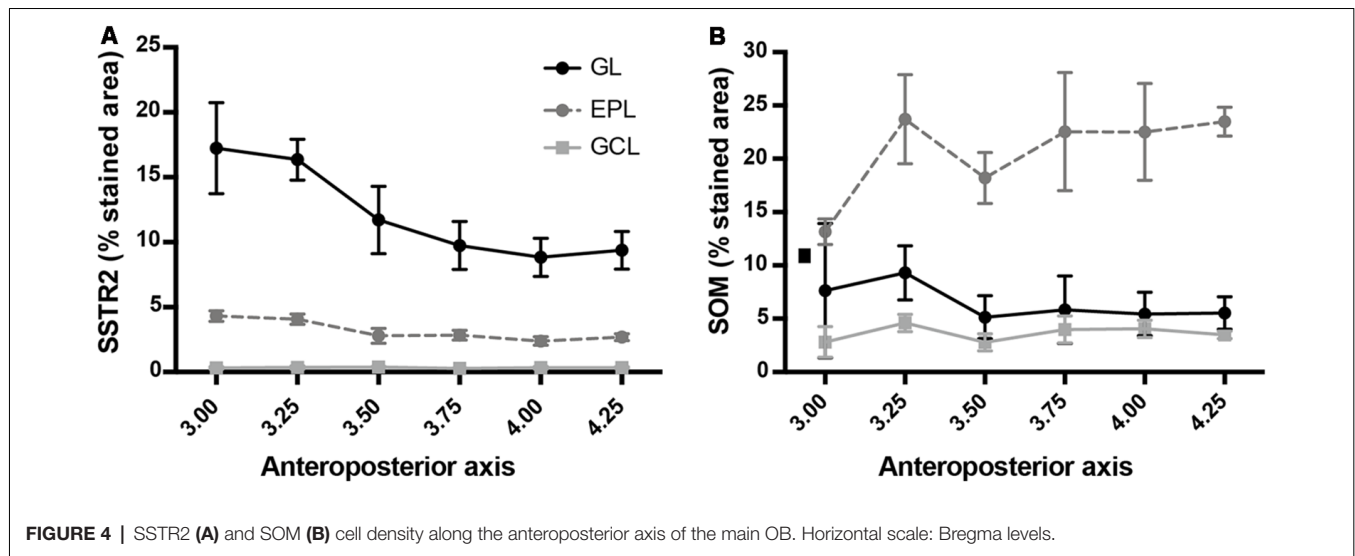 A
SSTR2 (% stained area)
25
20
15
10
5
0
GL
EPL
GCL
3.00 3.25 3.50 3.75 4.00 4.25
Anteroposterior axis
B
SOM (% stained area)
30
25
20
15
10
5
0
3.00 3.25 3.50 3.75 4.00 4.25
Anteroposterior axis
FIGURE 4 | SSTR2 (A) and SOM (B) cell density along the anteroposterior axis of the main OB. Horizontal scale: Bregma levels.